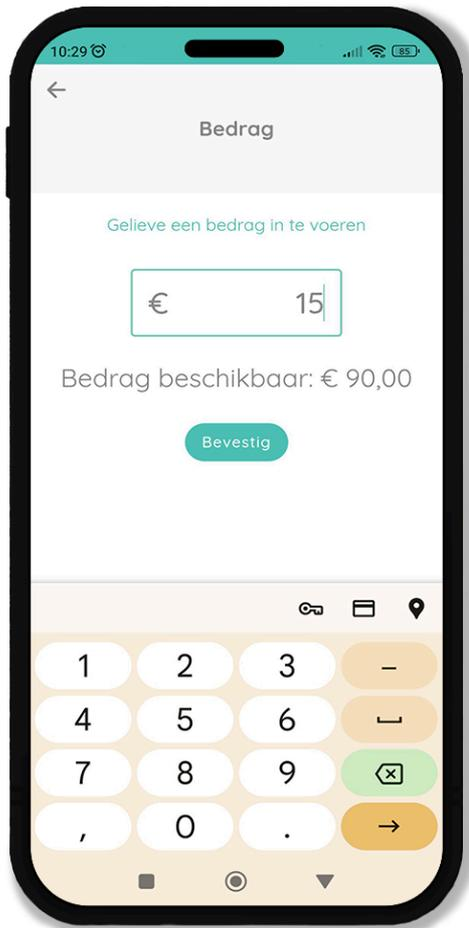 10:29
85
Bedrag
Gelieve een bedrag in te voeren
€ 15
Bedrag beschikbaar: € 90,00
Bevestig
1 2 3 –
4 5 6
7 8 9
, 0 .